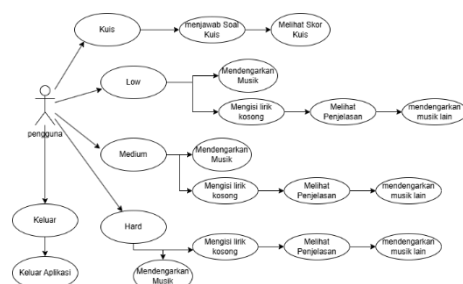 Kuis
menjawab Soal
Kuis
Melihat Skor
Kuis
Low
Mendengarkan
Musik
Mengisi lirik
kosong
Melihat
Penjelasan
mendengarkan
musik lain
pengguna
Medium
Mendengarkan
Musik
Mengisi lirik
kosong
Melihat
Penjelasan
mendengarkan
musik lain
Keluar
Hard
Mengisi lirik
kosong
Melihat
Penjelasan
mendengarkan
musik lain
Keluar Aplikasi
Mendengarkan
Musik